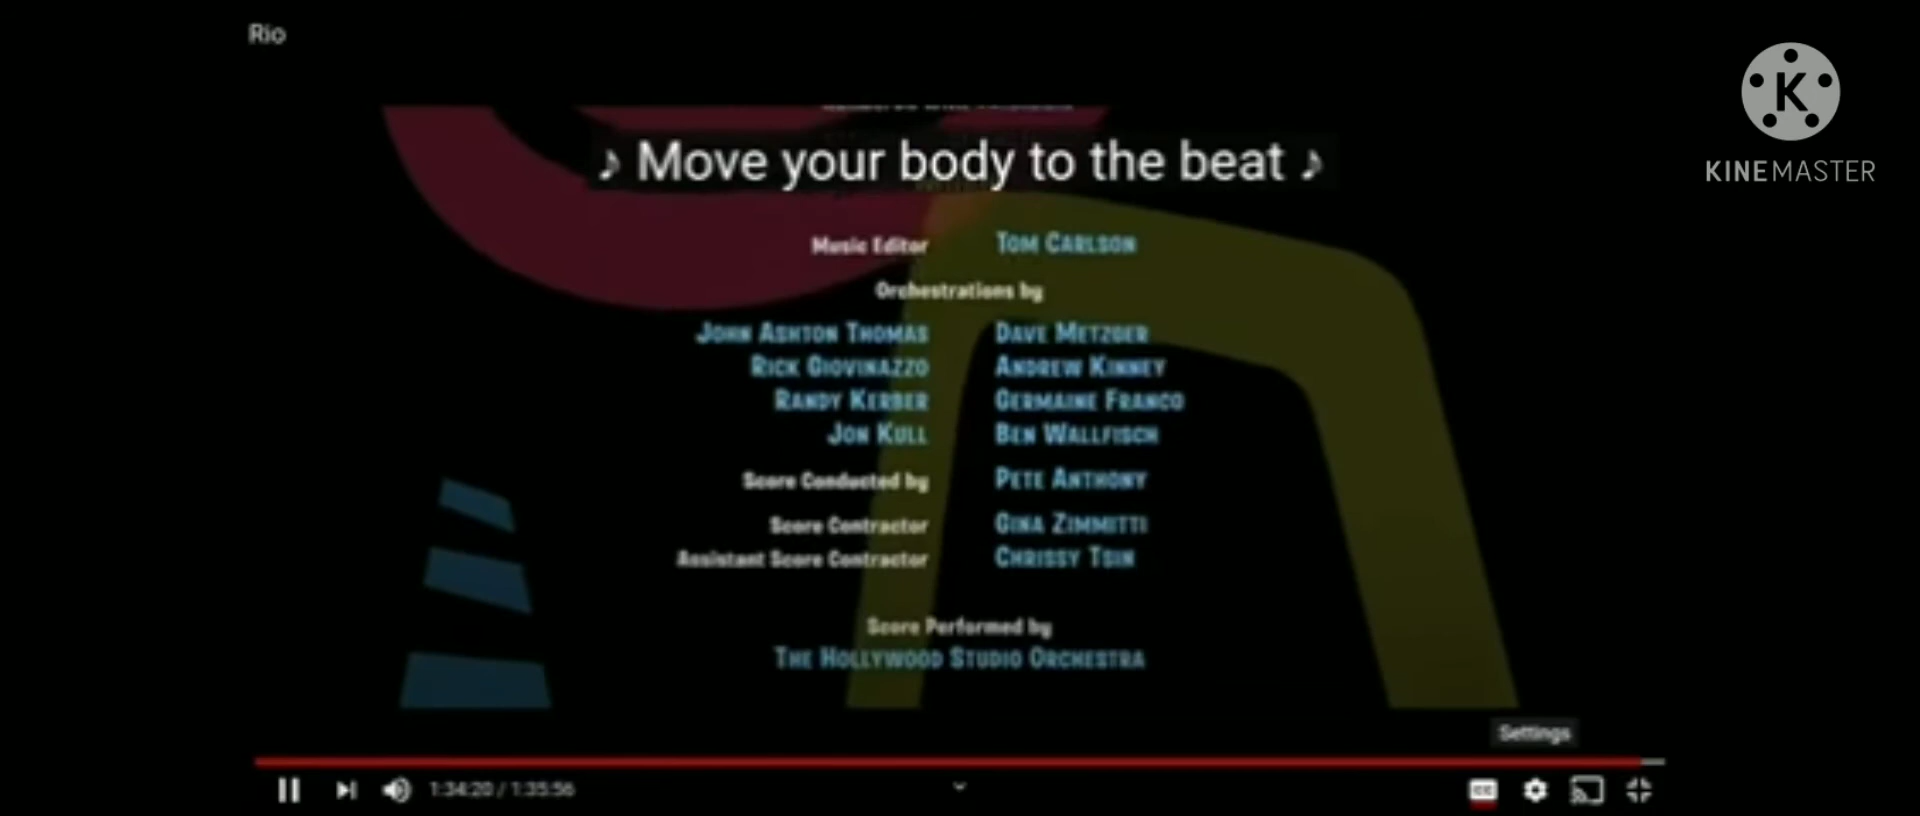 Rio
K
KINEMASTER
♪ Move your body to the beat ♪
Music Editor TOM CARLSON
Orchestrations by
JOHN ASHTON THOMAS DAVE METZGER
RICK GIOVINAZZO ANDREW KINNEY
RANDY KERBER GERMAINE FRANCO
JON KULL BEN WALLFISCH
Score Conducted by PETE ANTHONY
Score Contractor GINA ZIMMITTI
Assistant Score Contractor CHRISSY TSIN
Score Performed by
THE HOLLYWOOD STUDIO ORCHESTRA
Settings
1:34:20 / 1:35:56
CC